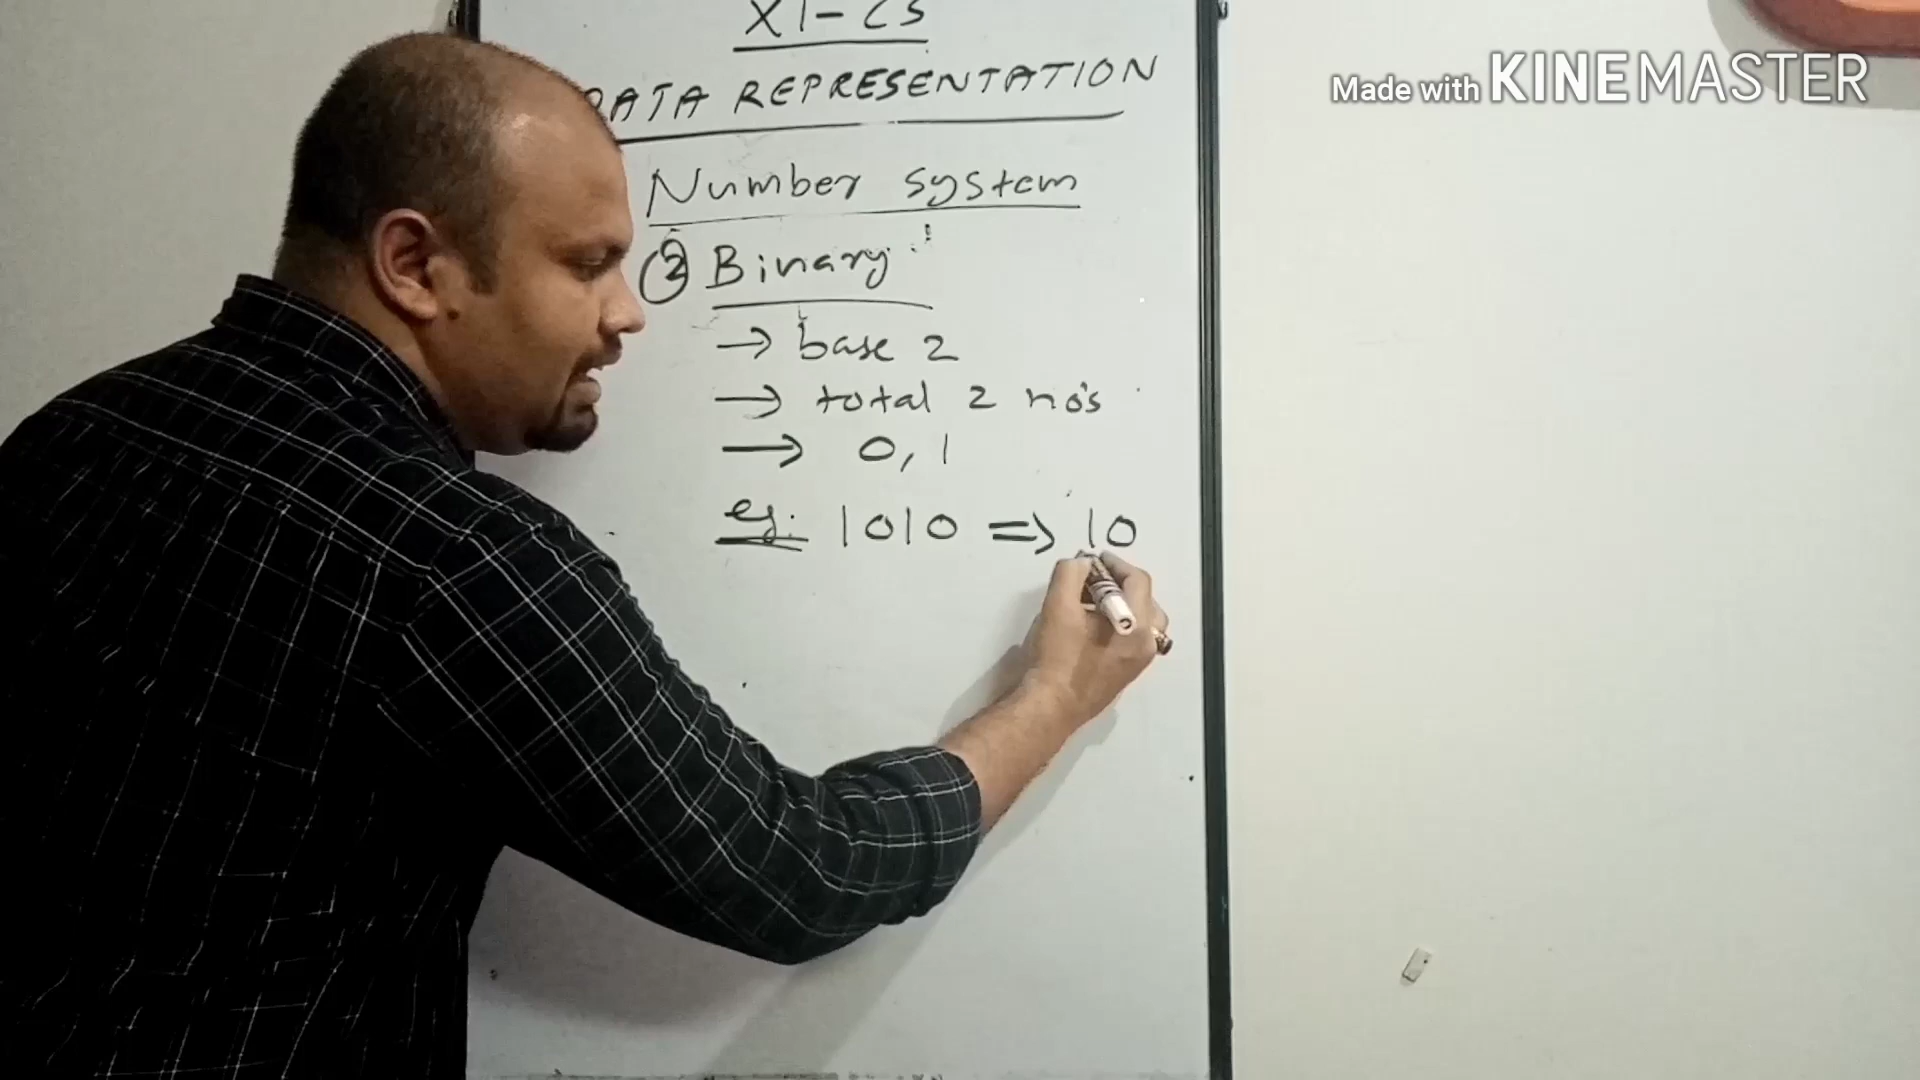 XI-CS
DATA REPRESENTATION
Number system
② Binary
→ base 2
→ total 2 no's
→ 0, 1
eg: 1010 => 10
Made with KINEMASTER